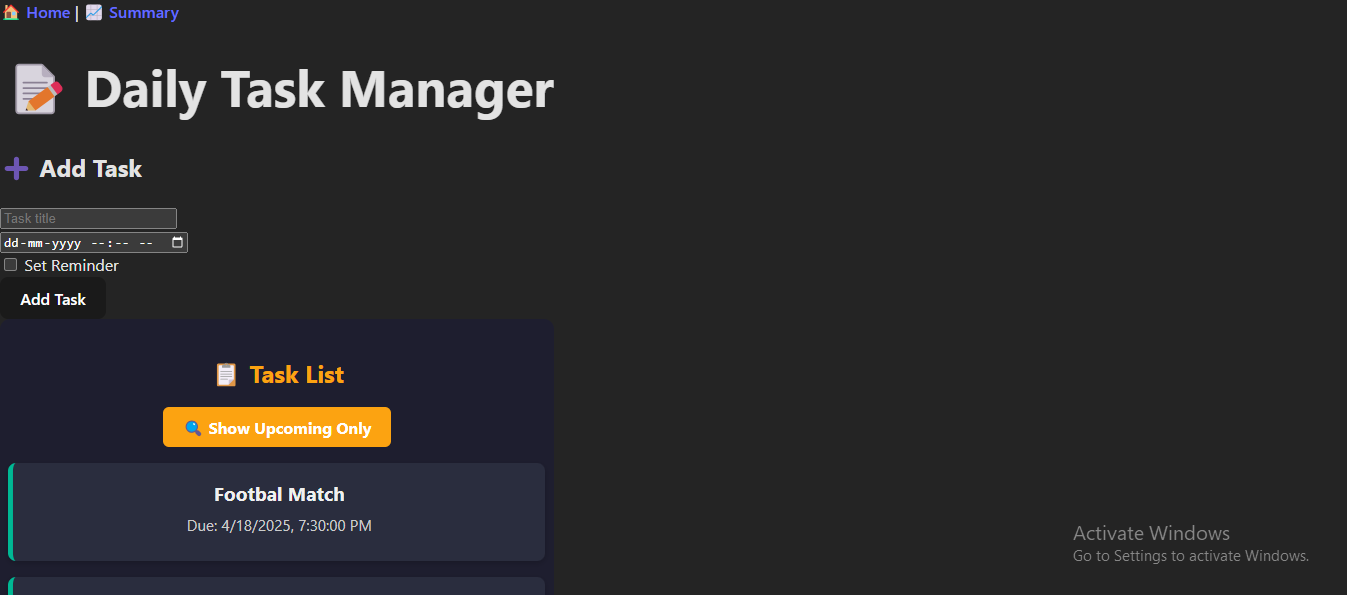 🏠 Home | 📈 Summary
📝 Daily Task Manager
➕ Add Task
Task title
dd-mm-yyyy --:-- --
Set Reminder
Add Task
📋 Task List
🔍 Show Upcoming Only
Footbal Match
Due: 4/18/2025, 7:30:00 PM
Activate Windows
Go to Settings to activate Windows.